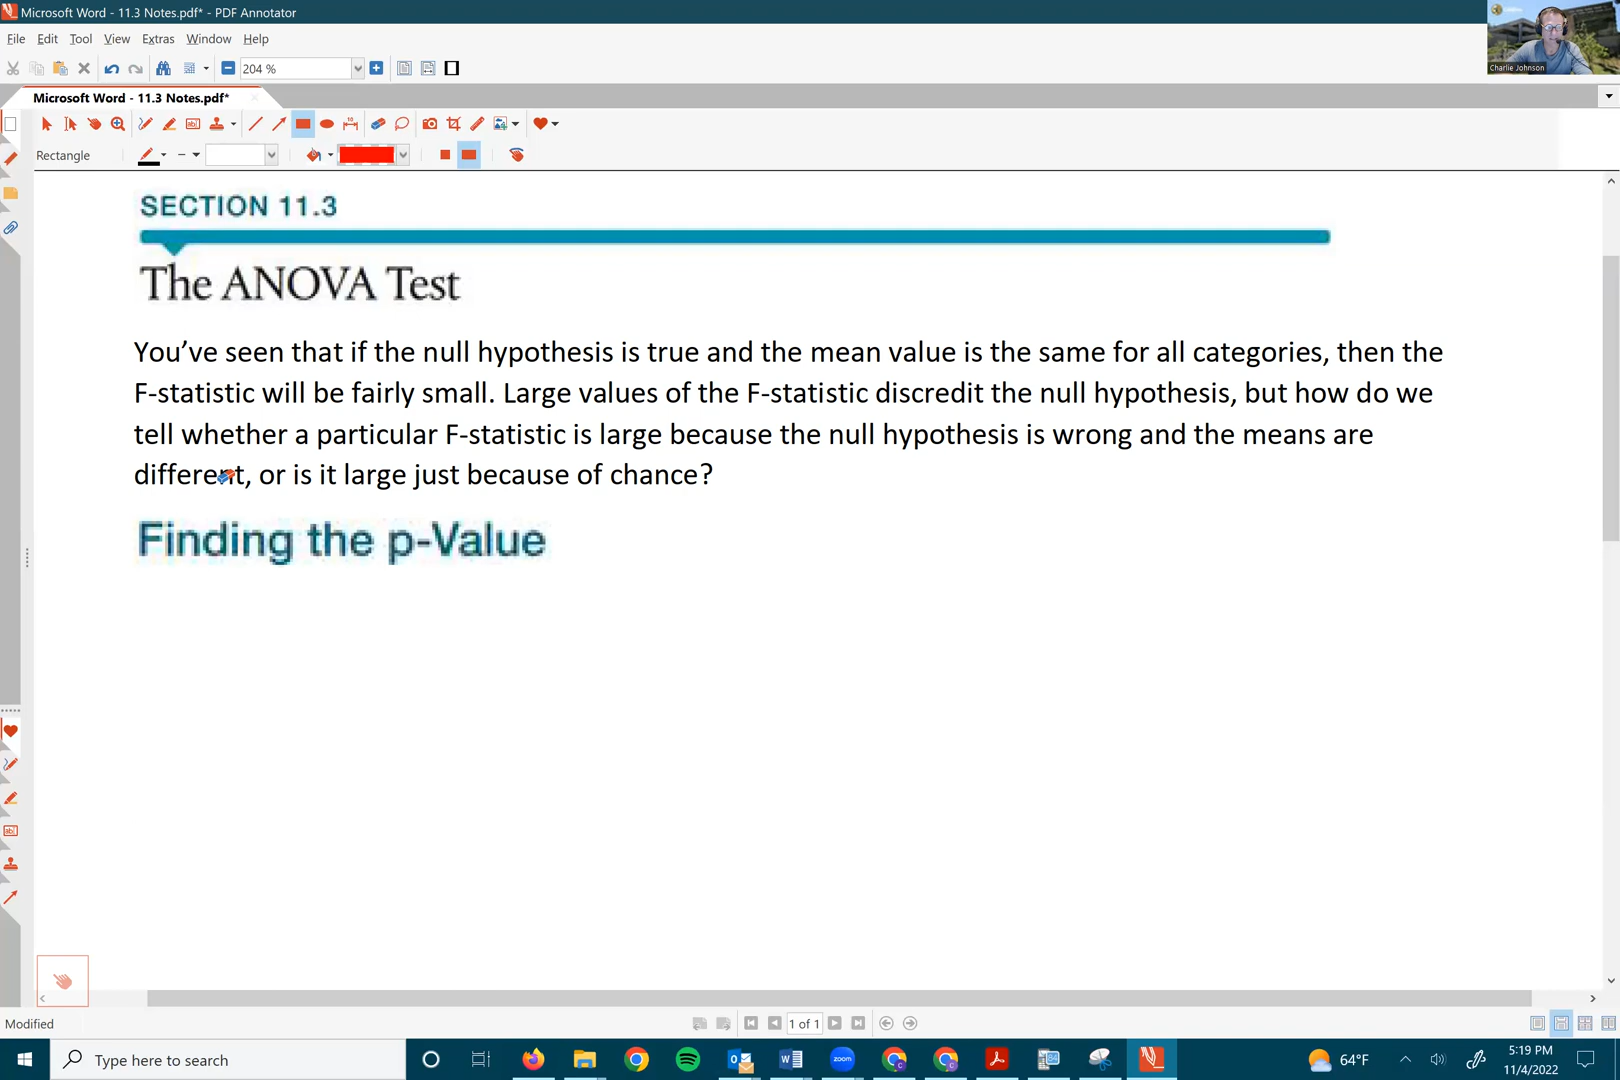 Microsoft Word - 11.3 Notes.pdf* - PDF Annotator
Charlie Johnson
File Edit Tool View Extras Window Help
204 %
Microsoft Word - 11.3 Notes.pdf*
Rectangle
SECTION 11.3
The ANOVA Test
You’ve seen that if the null hypothesis is true and the mean value is the same for all categories, then the
F-statistic will be fairly small. Large values of the F-statistic discredit the null hypothesis, but how do we
tell whether a particular F-statistic is large because the null hypothesis is wrong and the means are
different, or is it large just because of chance?
Finding the p-Value
Modified
1 of 1
Type here to search
64°F
5:19 PM
11/4/2022